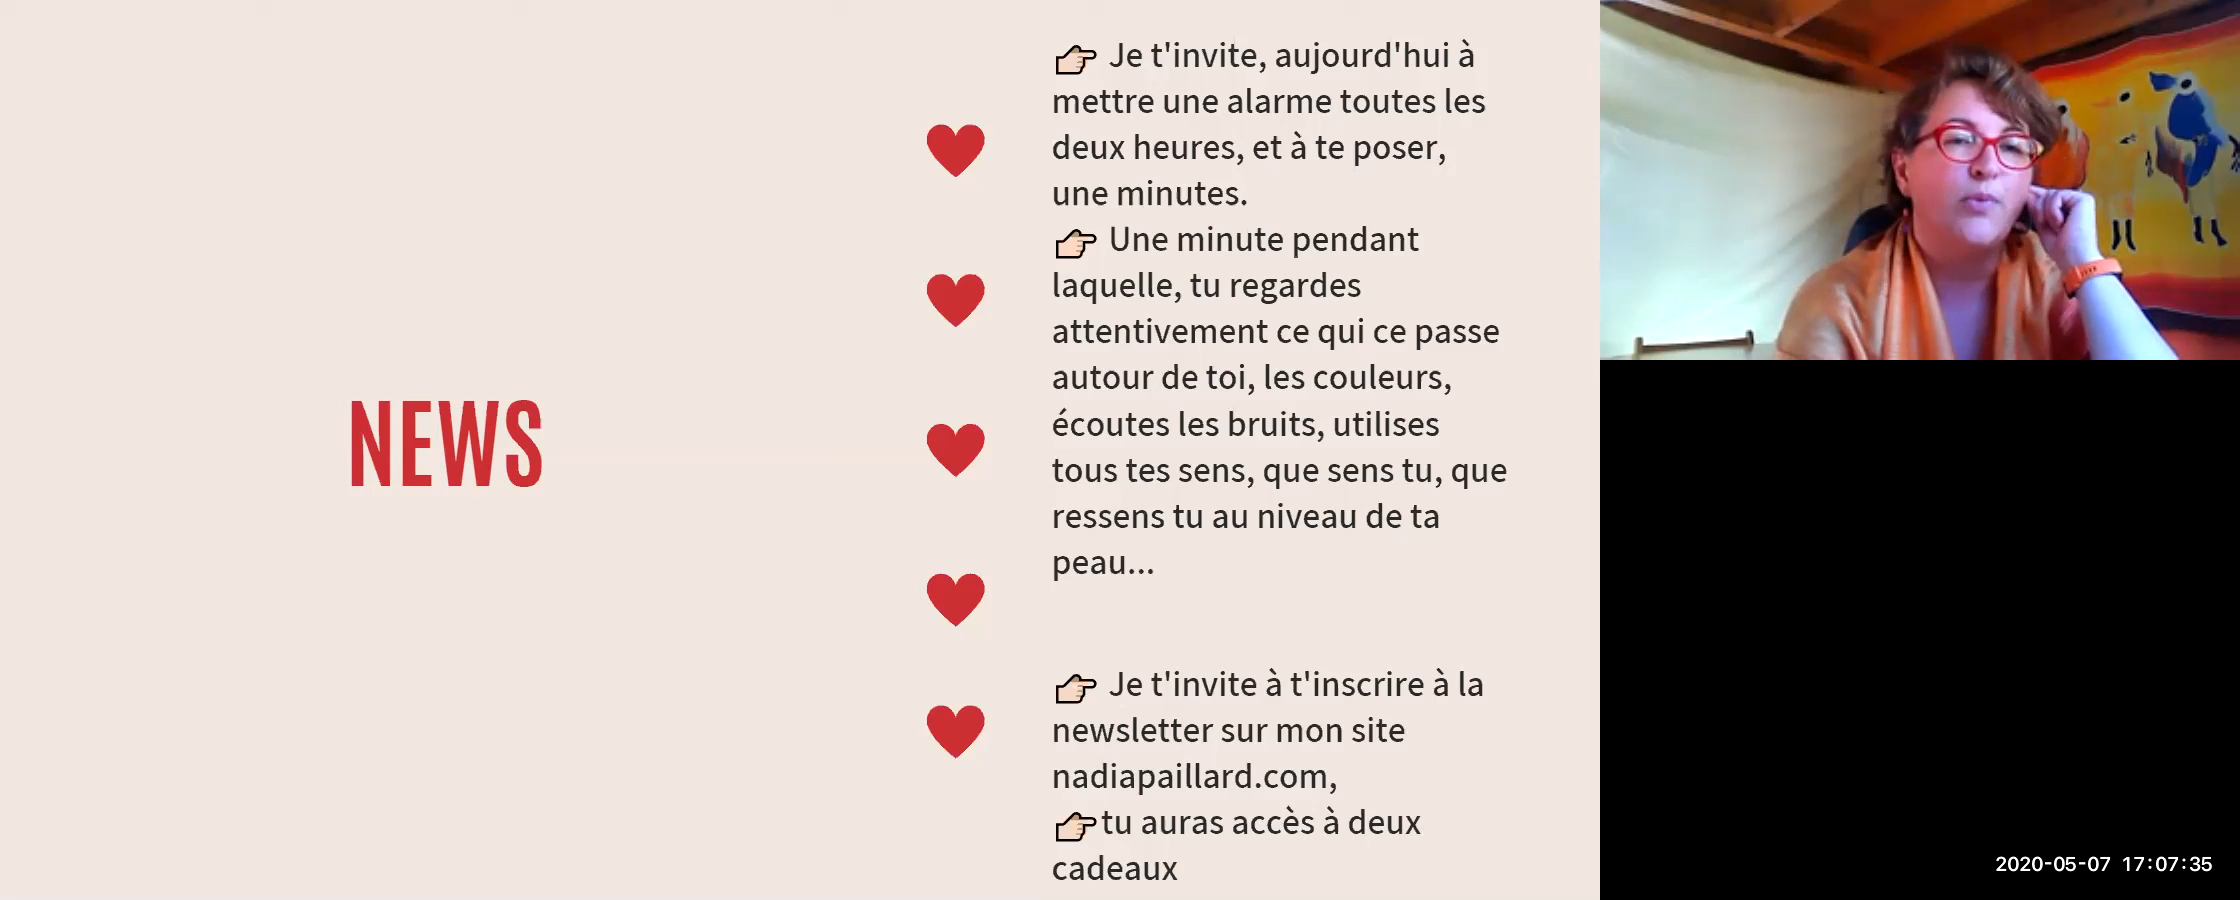 NEWS
👉🏻 Je t'invite, aujourd'hui à
mettre une alarme toutes les
deux heures, et à te poser,
une minutes.
👉🏻 Une minute pendant
laquelle, tu regardes
attentivement ce qui ce passe
autour de toi, les couleurs,
écoutes les bruits, utilises
tous tes sens, que sens tu, que
ressens tu au niveau de ta
peau...
👉🏻 Je t'invite à t'inscrire à la
newsletter sur mon site
nadiapaillard.com,
👉🏻tu auras accès à deux
cadeaux
2020-05-07 17:07:35